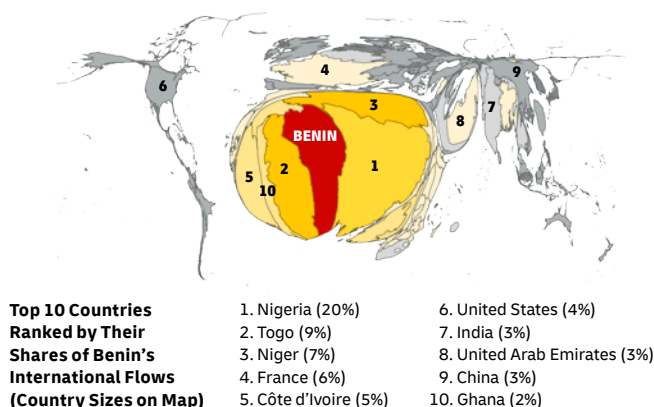 4
6
9
3
7
8
BENIN
5
2
1
10
Top 10 Countries
Ranked by Their
Shares of Benin's
International Flows
(Country Sizes on Map)
1. Nigeria (20%)
2. Togo (9%)
3. Niger (7%)
4. France (6%)
5. Côte d'Ivoire (5%)
6. United States (4%)
7. India (3%)
8. United Arab Emirates (3%)
9. China (3%)
10. Ghana (2%)